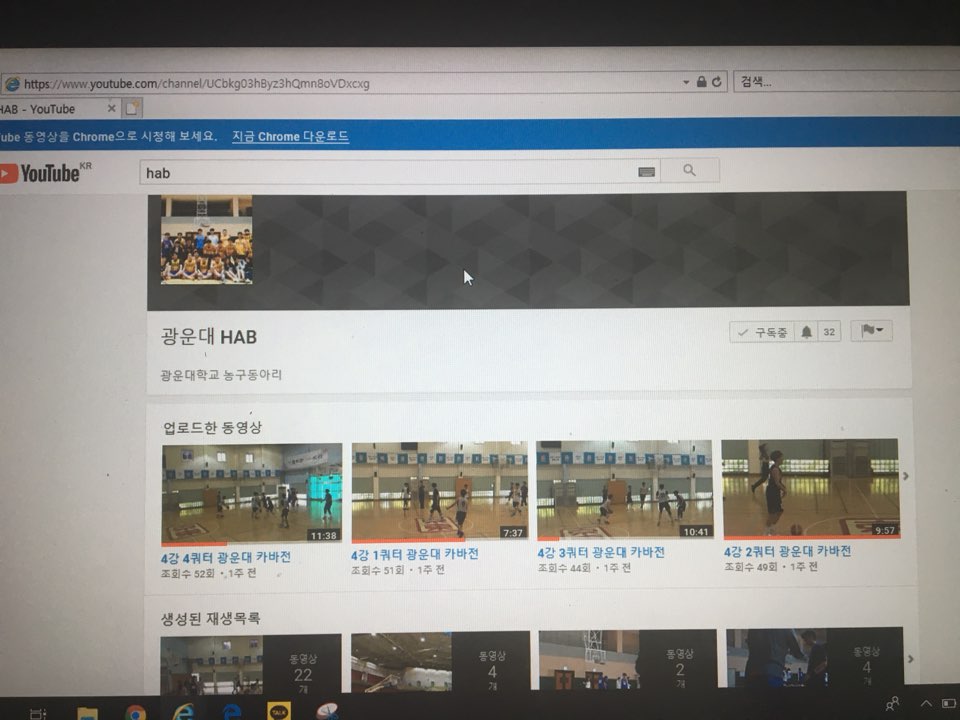 https://www.youtube.com/channel/UCbkg03hByz3hQmn8oVDxcxg
검색...
HAB - YouTube
ube 동영상을 Chrome으로 시청해 보세요. 지금 Chrome 다운로드
YouTube KR
hab
광운대 HAB
구독중 32
광운대학교 농구동아리
업로드한 동영상
11:38
7:37
10:41
9:57
4강 4쿼터 광운대 카바전
조회수 52회 · 1주 전
4강 1쿼터 광운대 카바전
조회수 51회 · 1주 전
4강 3쿼터 광운대 카바전
조회수 44회 · 1주 전
4강 2쿼터 광운대 카바전
조회수 49회 · 1주 전
생성된 재생목록
동영상
22
개
동영상
4
개
동영상
2
개
동영상
4
개
TALK